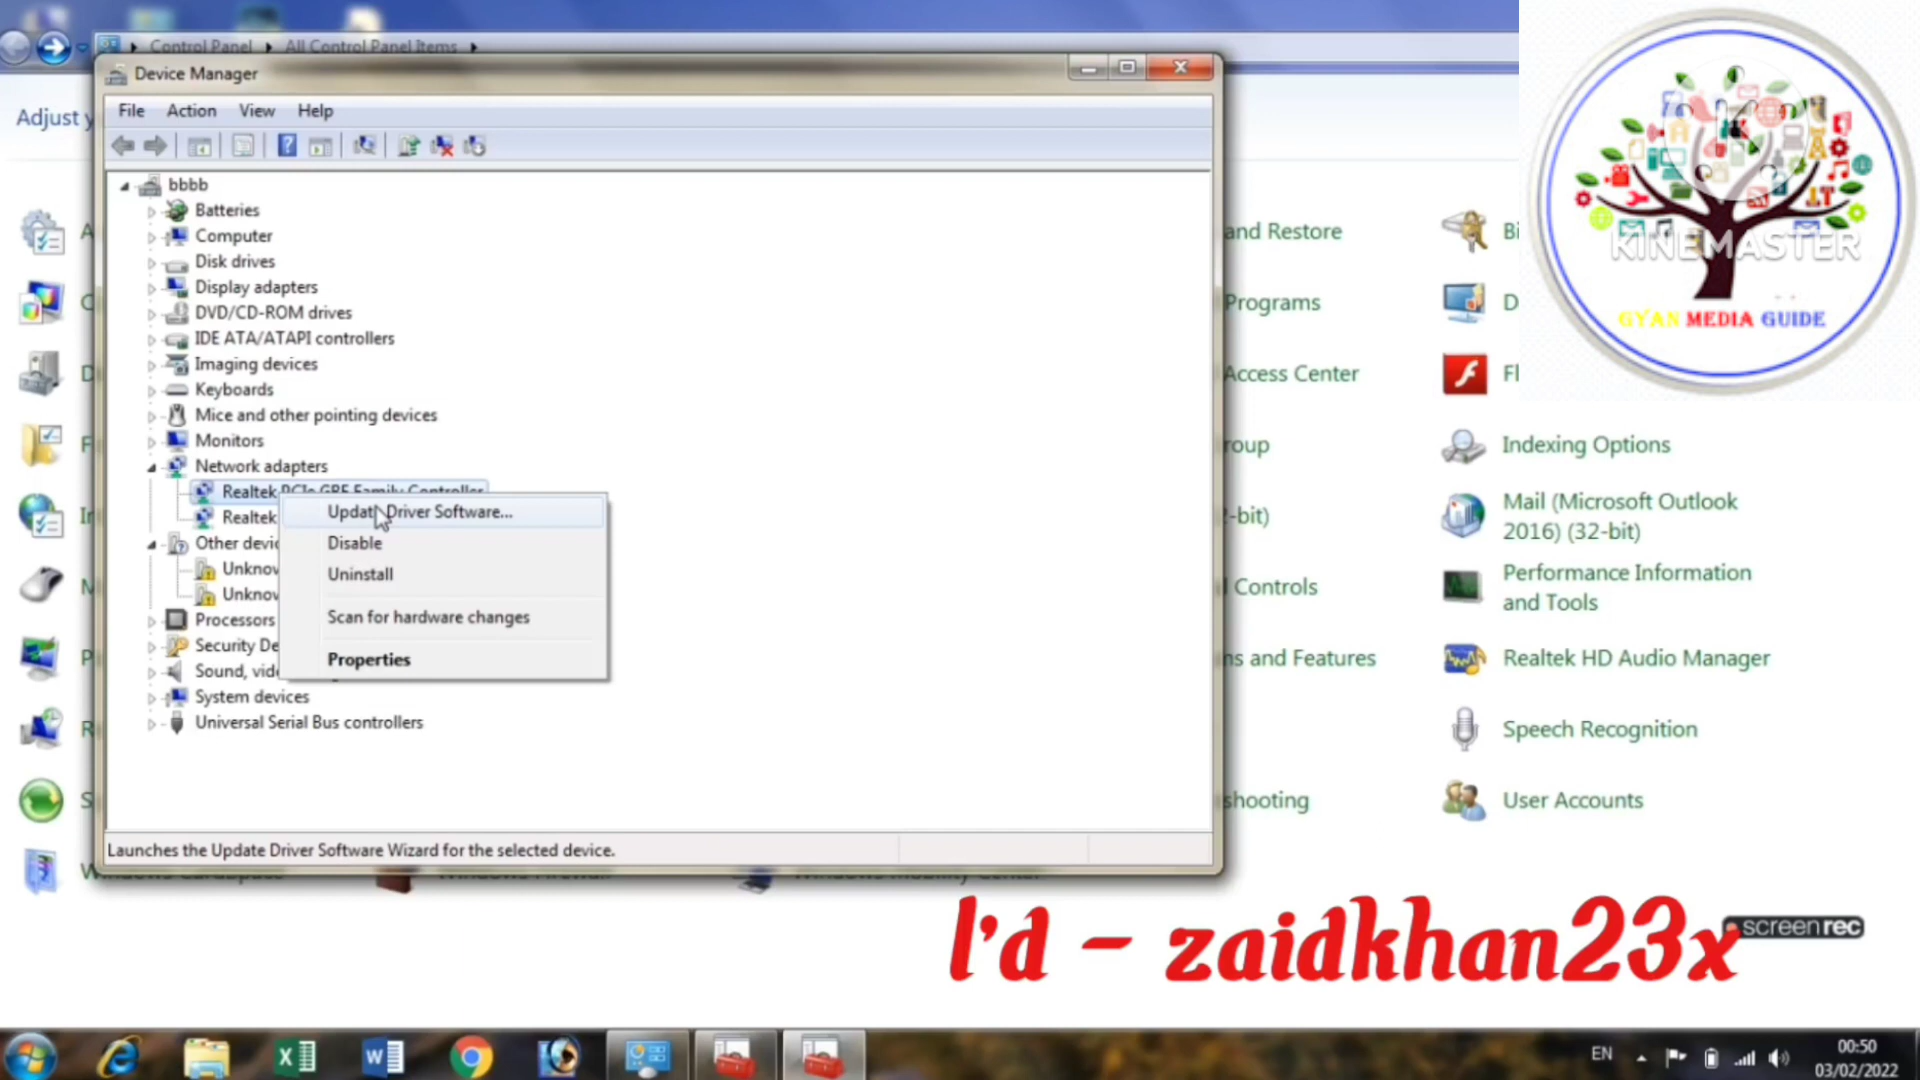 Control Panel
All Control Panel Items
Device Manager
File Action View Help
Adjust y
bbbb
Batteries
Computer
Disk drives
Display adapters
DVD/CD-ROM drives
IDE ATA/ATAPI controllers
Imaging devices
Keyboards
Mice and other pointing devices
Monitors
Network adapters
Realtek PCIe GBE Family Controller
Realtek
Other devic
Unknov
Unknov
Processors
Security De
Sound, vid
System devices
Universal Serial Bus controllers
Update Driver Software...
Disable
Uninstall
Scan for hardware changes
Properties
Launches the Update Driver Software Wizard for the selected device.
and Restore
Programs
Access Center
roup
-bit)
l Controls
ns and Features
shooting
Bi
D
Fl
Indexing Options
Mail (Microsoft Outlook
2016) (32-bit)
Performance Information
and Tools
Realtek HD Audio Manager
Speech Recognition
User Accounts
KINEMASTER
GYAN MEDIA GUIDE
I'd - zaidkhan23x
screenrec
EN
00:50
03/02/2022